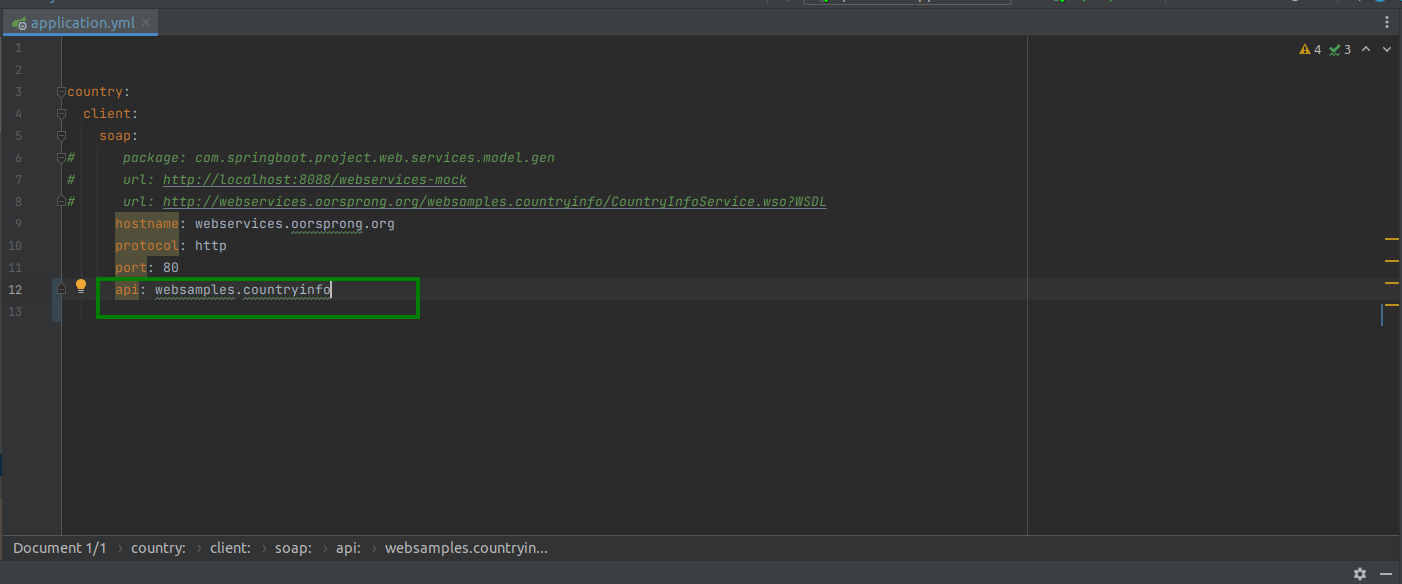 application.yml
4 3
1
2
3 country:
4 client:
5 soap:
6 # package: com.springboot.project.web.services.model.gen
7 # url: http://localhost:8088/webservices-mock
8 # url: http://webservices.oorsprong.org/websamples.countryinfo/CountryInfoService.wso?WSDL
9 hostname: webservices.oorsprong.org
10 protocol: http
11 port: 80
12 api: websamples.countryinfo
13
Document 1/1 › country: › client: › soap: › api: › websamples.countryin...